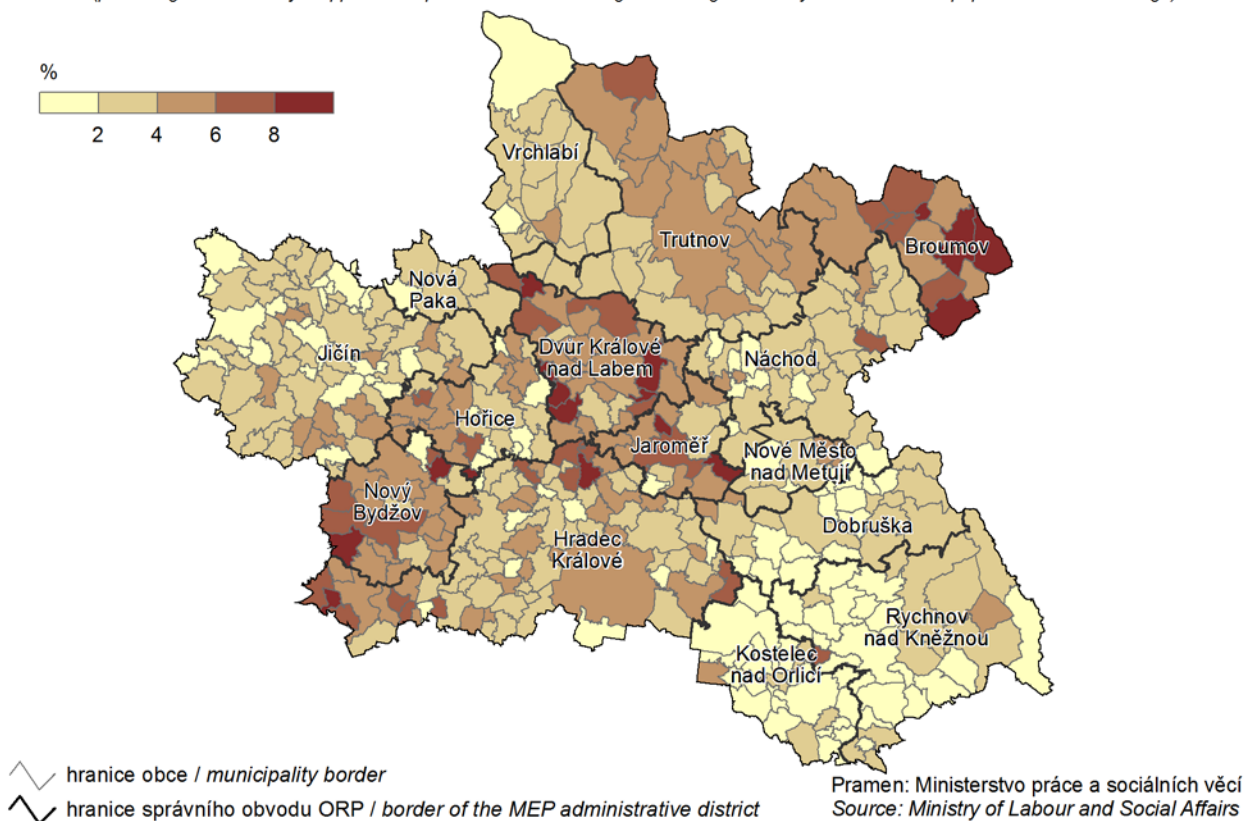 %
2 4 6 8
Vrchlabí
Trutnov
Broumov
Nová
Paka
Jičín
Dvůr Králové
nad Labem
Náchod
Hořice
Jaroměř
Nové Město
nad Metují
Nový
Bydžov
Dobruška
Hradec
Králové
Rychnov
nad Kněžnou
Kostelec
nad Orlicí
hranice obce / municipality border
hranice správního obvodu ORP / border of the MEP administrative district
Pramen: Ministerstvo práce a sociálních věcí
Source: Ministry of Labour and Social Affairs